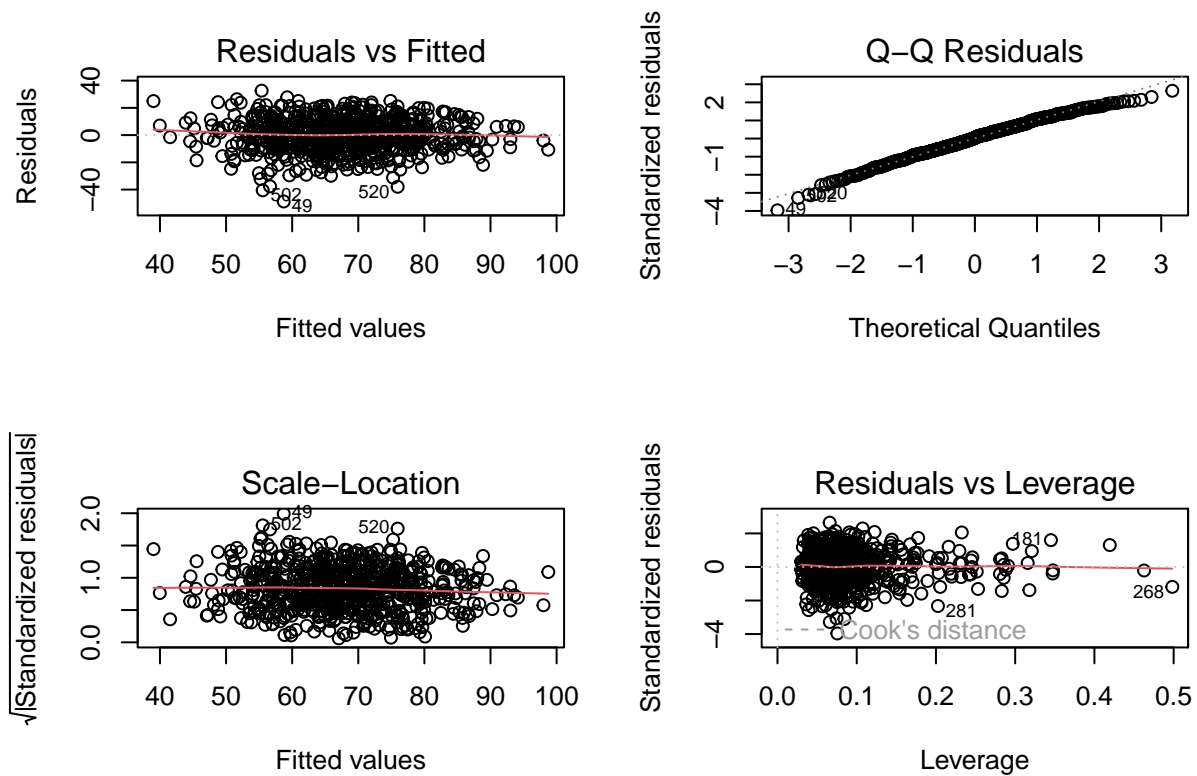 Residuals vs Fitted
Residuals
40
0
−40
502
49
520
40 50 60 70 80 90 100
Fitted values
Q−Q Residuals
Standardized residuals
2
−1
−4
49
502
520
−3 −2 −1 0 1 2 3
Theoretical Quantiles
Scale−Location
√|Standardized residuals|
2.0
1.0
0.0
49
502
520
40 50 60 70 80 90 100
Fitted values
Residuals vs Leverage
Standardized residuals
0
−4
181
268
281
Cook's distance
0.0 0.1 0.2 0.3 0.4 0.5
Leverage